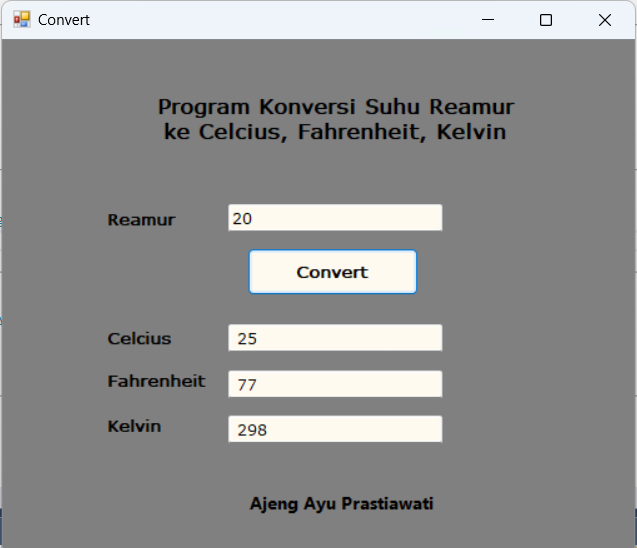 Convert
Program Konversi Suhu Reamur
ke Celcius, Fahrenheit, Kelvin
Reamur 20
Convert
Celcius 25
Fahrenheit 77
Kelvin 298
Ajeng Ayu Prastiawati